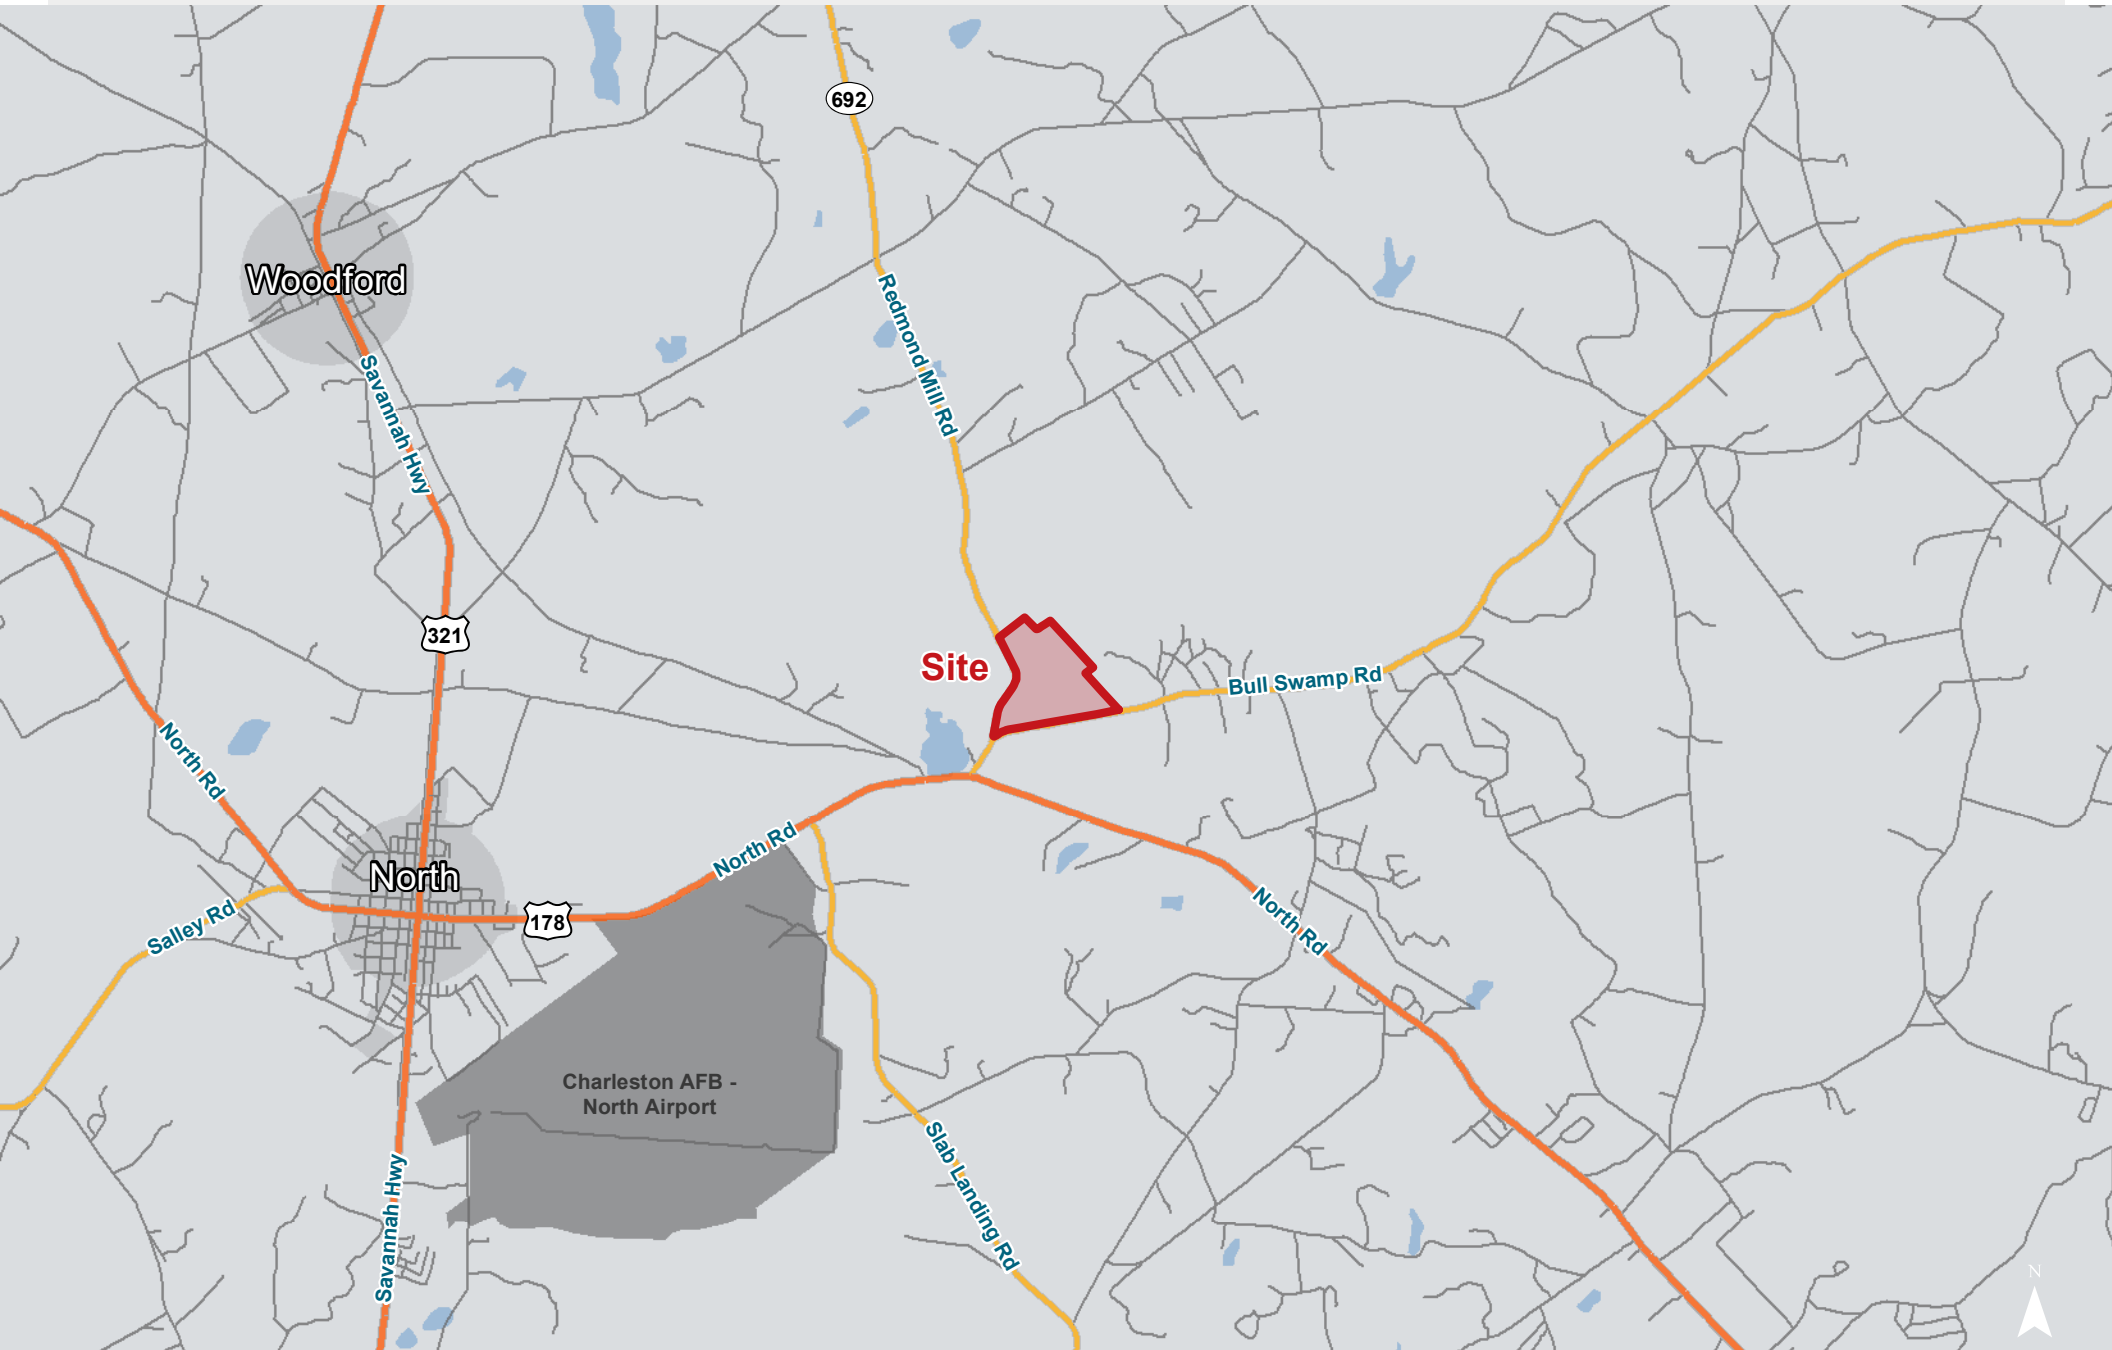 692
Woodford
Redmond Mill Rd
Savannah Hwy
321
Site
Bull Swamp Rd
North Rd
North Rd
North
178
Salley Rd
North Rd
Charleston AFB -
North Airport
Slab Landing Rd
Savannah Hwy
N